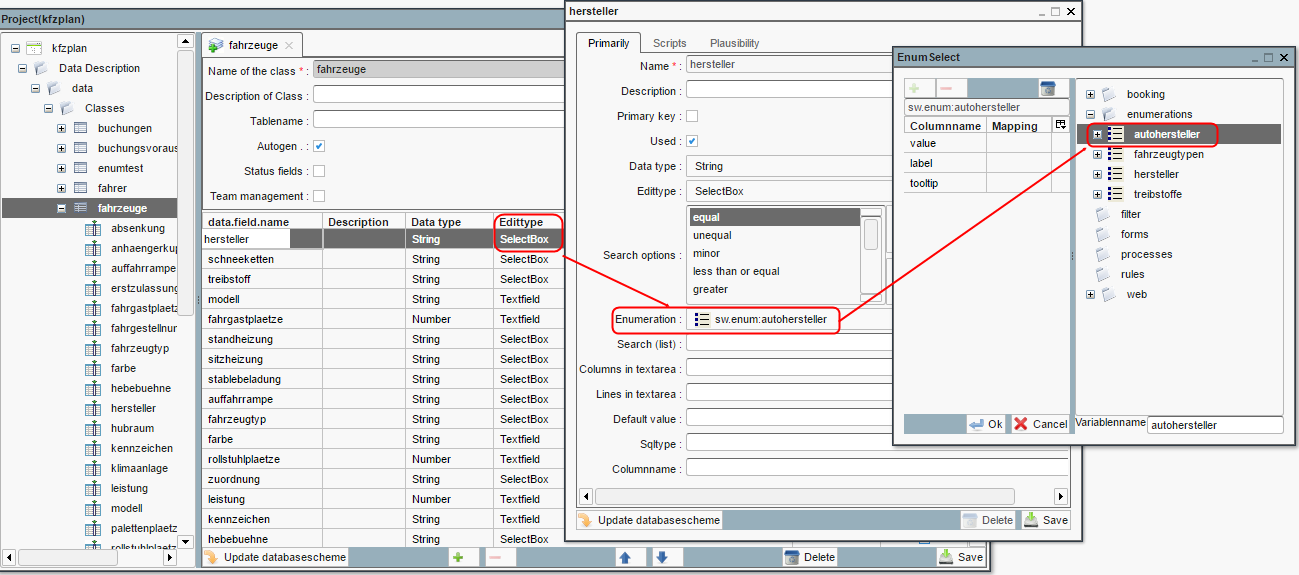 Project(kfzplan)
kfzplan
Data Description
data
Classes
buchungen
buchungsvoraus
enumtest
fahrer
fahrzeuge
absenkung
anhaengerkup
auffahrrampe
erstzulassung
fahrgastplaetz
fahrgestellnur
fahrzeugtyp
farbe
hebebuehne
hersteller
hubraum
kennzeichen
klimaanlage
leistung
modell
palettenplaetz
rollstuhlplaetz
fahrzeuge
Name of the class * : fahrzeuge
Description of Class :
Tablename :
Autogen . :
Status fields :
Team management :
data.field.name Description Data type Edittype
hersteller String SelectBox
schneeketten String SelectBox
treibstoff String SelectBox
modell String Textfield
fahrgastplaetze Number Textfield
standheizung String SelectBox
sitzheizung String SelectBox
stablebeladung String SelectBox
auffahrrampe String SelectBox
fahrzeugtyp String SelectBox
farbe String Textfield
rollstuhlplaetze Number Textfield
zuordnung String SelectBox
leistung Number Textfield
kennzeichen String Textfield
hebebuehne String SelectBox
Update databasescheme Delete Save
hersteller
Primarily Scripts Plausibility
Name * : hersteller
Description :
Primary key :
Used :
Data type : String
Edittype : SelectBox
Search options :
equal
unequal
minor
less than or equal
greater
Enumeration : sw.enum:autohersteller
Search (list) :
Columns in textarea :
Lines in textarea :
Default value :
Sqltype :
Columnname :
Update databasescheme Delete Save
EnumSelect
sw.enum:autohersteller
Columnname Mapping
value
label
tooltip
Ok Cancel
booking
enumerations
autohersteller
fahrzeugtypen
hersteller
treibstoffe
filter
forms
processes
rules
web
Variablenname autohersteller